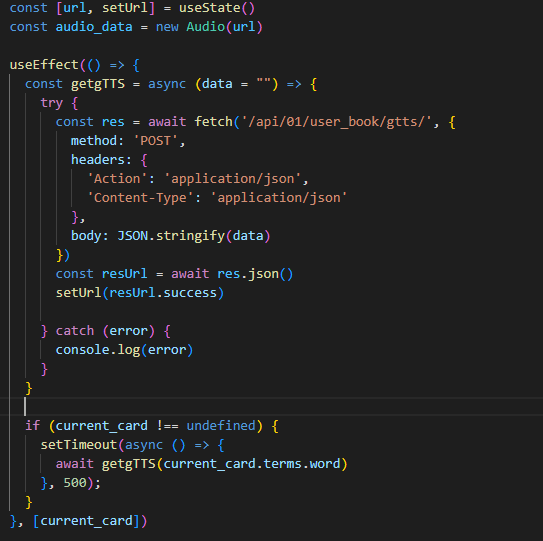 const [url, setUrl] = useState()
const audio_data = new Audio(url)
useEffect(() => {
const getgTTS = async (data = "") => {
try {
const res = await fetch('/api/01/user_book/gtts/', {
method: 'POST',
headers: {
'Action': 'application/json',
'Content-Type': 'application/json'
},
body: JSON.stringify(data)
})
const resUrl = await res.json()
setUrl(resUrl.success)
} catch (error) {
console.log(error)
}
}
if (current_card !== undefined) {
setTimeout(async () => {
await getgTTS(current_card.terms.word)
}, 500);
}
}, [current_card])